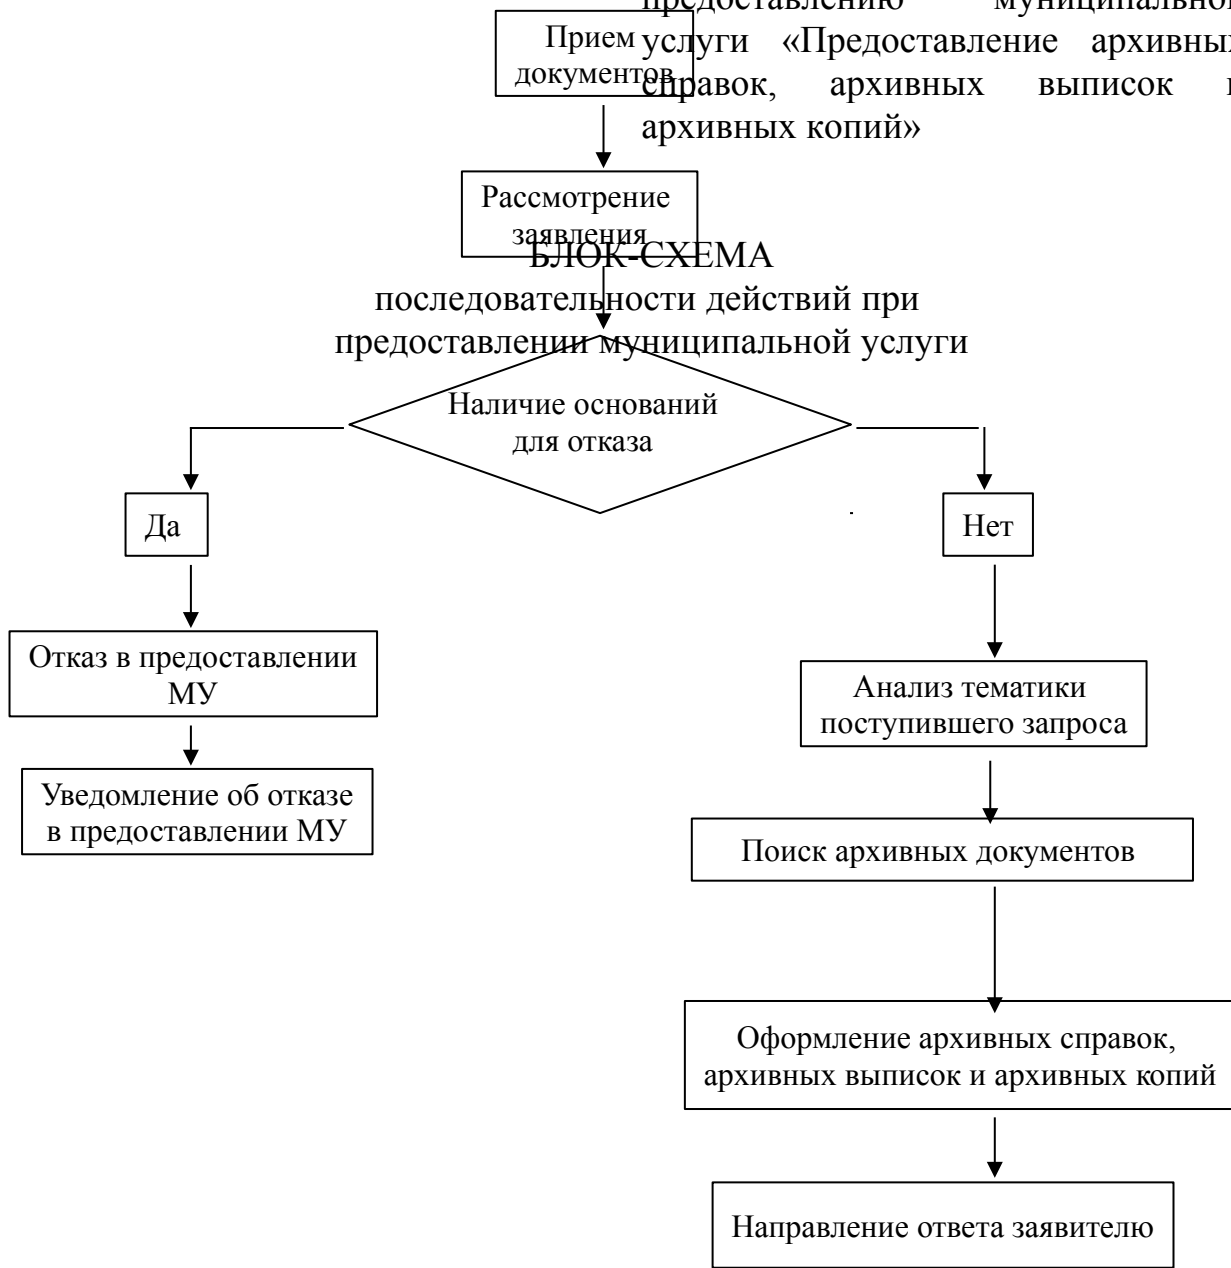 предоставлению муниципальной
услуги «Предоставление архивных
справок, архивных выписок
архивных копий»
Прием
документов
Рассмотрение
заявления
БЛОК-СХЕМА
последовательности действий при
предоставлении муниципальной услуги
Наличие оснований
для отказа
Да
Нет
Отказ в предоставлении
МУ
Анализ тематики
поступившего запроса
Уведомление об отказе
в предоставлении МУ
Поиск архивных документов
Оформление архивных справок,
архивных выписок и архивных копий
Направление ответа заявителю